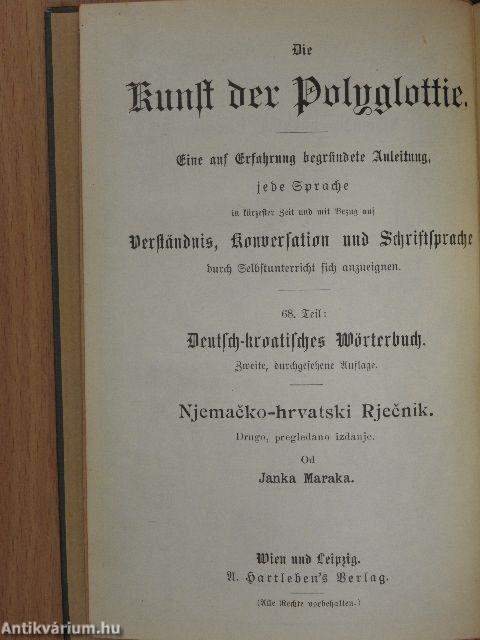 Die
Kunst der Polyglottie.
Eine auf Erfahrung begründete Anleitung,
jede Sprache
in kürzester Zeit und mit Bezug auf
Verständnis, Konversation und Schriftsprache
durch Selbstunterricht sich anzueignen.
68. Teil:
Deutsch-kroatisches Wörterbuch.
Zweite, durchgesehene Auflage.
Njemačko-hrvatski Rječnik.
Drugo, pregledano izdanje.
Od
Janka Maraka.
Wien und Leipzig.
A. Hartleben's Verlag.
(Alle Rechte vorbehalten.)
Antikvárium.hu